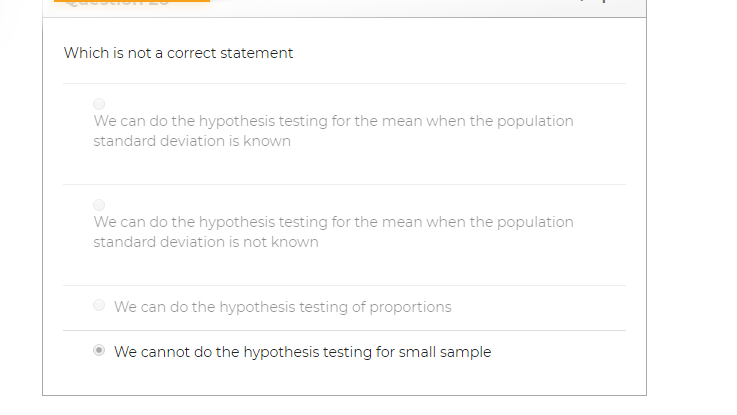 Which is not a correct statement
We can do the hypothesis testing for the mean when the population
standard deviation is known
We can do the hypothesis testing for the mean when the population
standard deviation is not known
We can do the hypothesis testing of proportions
We cannot do the hypothesis testing for small sample